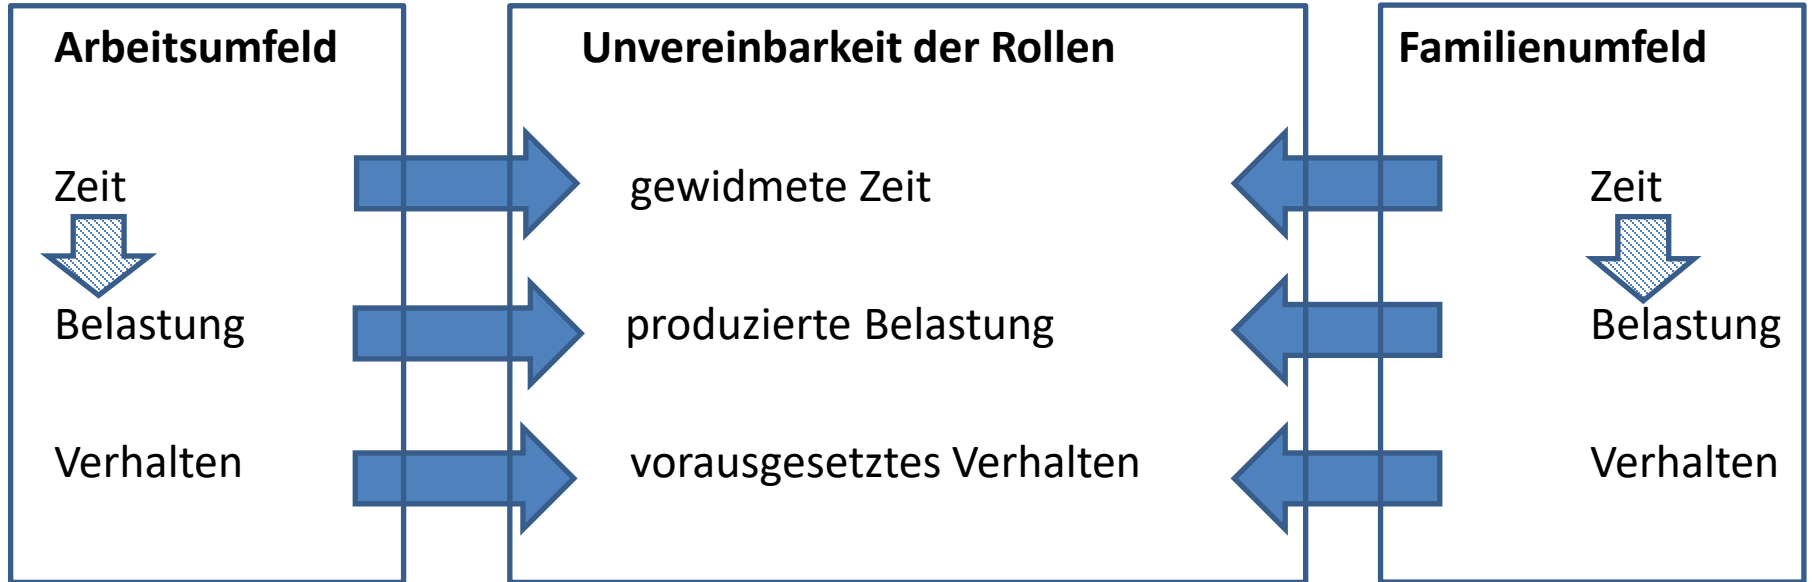 Arbeitsumfeld
Zeit
Belastung
Verhalten
Unvereinbarkeit der Rollen
gewidmete Zeit
produzierte Belastung
vorausgesetztes Verhalten
Familienumfeld
Zeit
Belastung
Verhalten